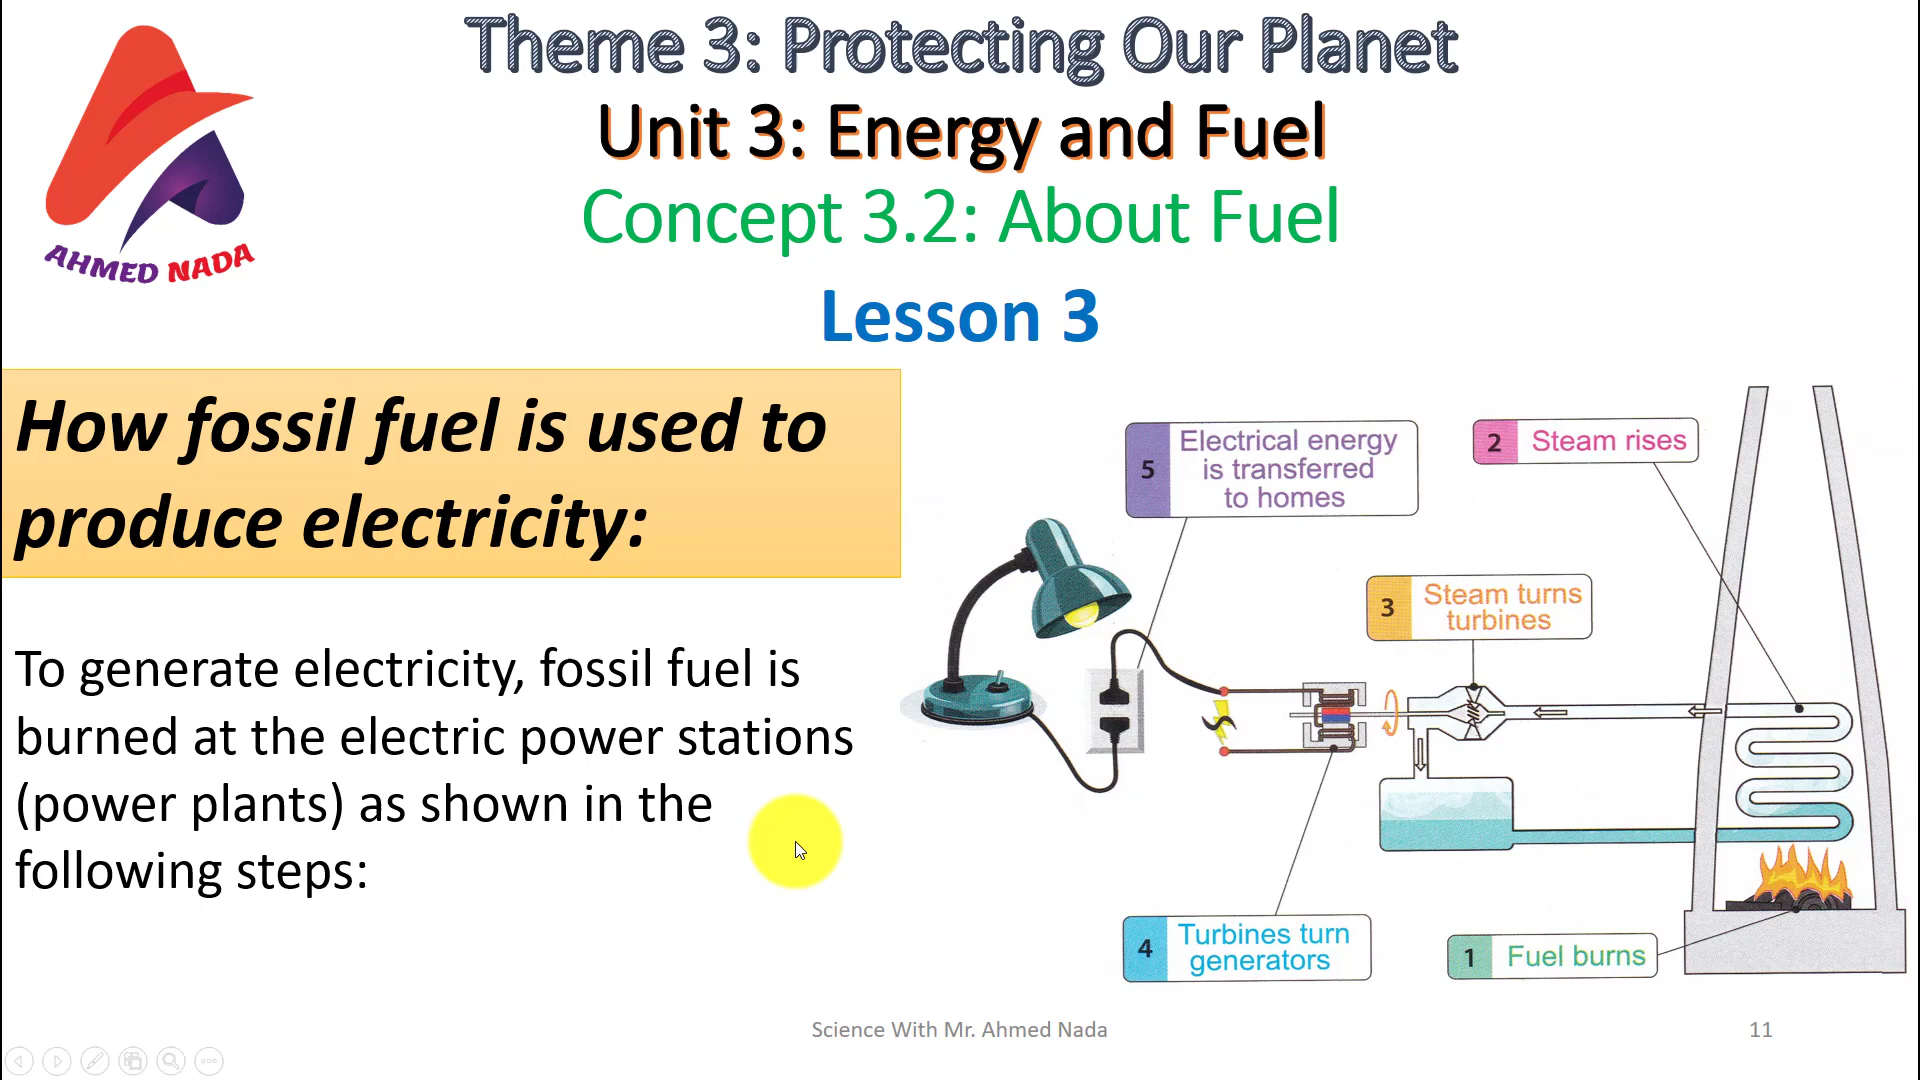 Theme 3: Protecting Our Planet
Unit 3: Energy and Fuel
Concept 3.2: About Fuel
Lesson 3
AHMED NADA
How fossil fuel is used to
produce electricity:
To generate electricity, fossil fuel is
burned at the electric power stations
(power plants) as shown in the
following steps:
5 Electrical energy
is transferred
to homes
2 Steam rises
3 Steam turns
turbines
4 Turbines turn
generators
1 Fuel burns
Science With Mr. Ahmed Nada
11